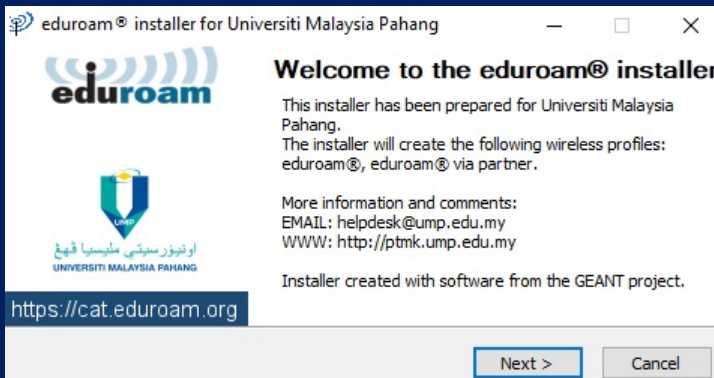 eduroam® installer for Universiti Malaysia Pahang
eduroam
Welcome to the eduroam® installer
This installer has been prepared for Universiti Malaysia
Pahang.
The installer will create the following wireless profiles:
eduroam®, eduroam® via partner.
More information and comments:
EMAIL: helpdesk@ump.edu.my
WWW: http://ptmk.ump.edu.my
Installer created with software from the GEANT project.
UMP
اونيۏرسيتي مليسيا ڤهڠ
UNIVERSITI MALAYSIA PAHANG
https://cat.eduroam.org
Next >
Cancel